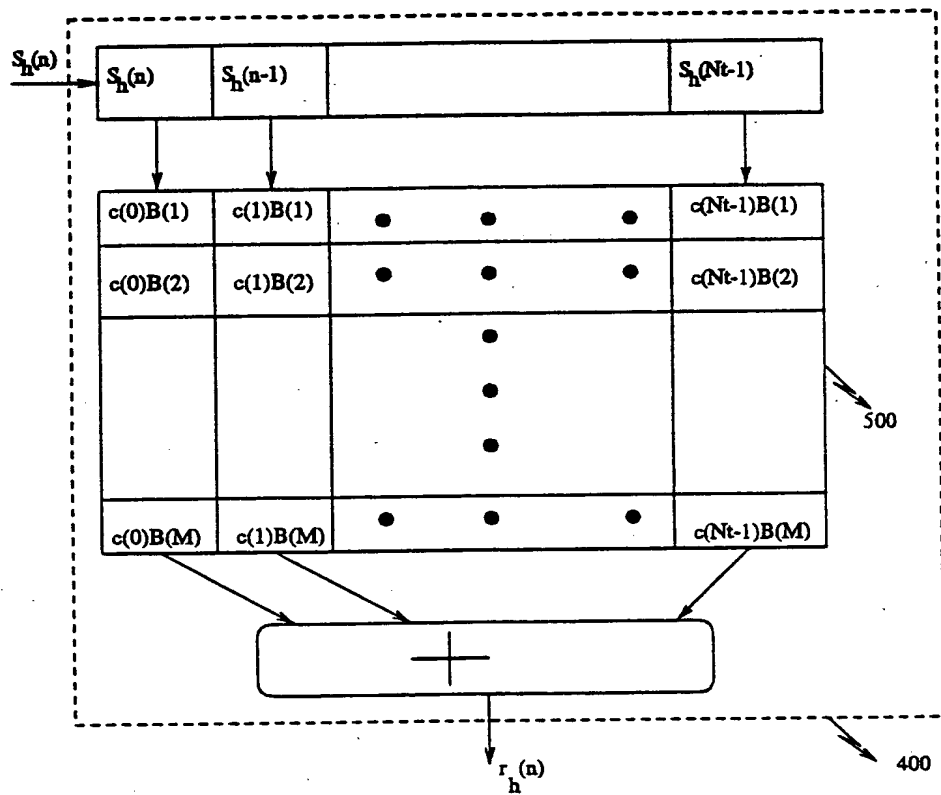 S_h(n)
S_h(n) S_h(n-1) S_h(Nt-1)
c(0)B(1) c(1)B(1) c(Nt-1)B(1)
c(0)B(2) c(1)B(2) c(Nt-1)B(2)
500
c(0)B(M) c(1)B(M) c(Nt-1)B(M)
+
400
r_h(n)